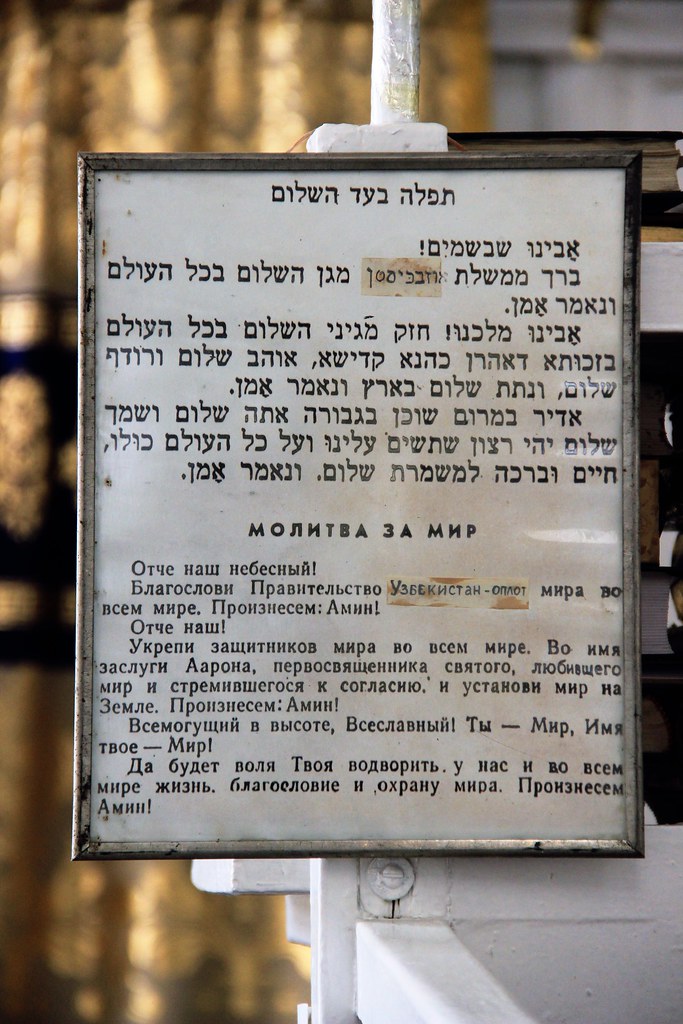 תפלה בעד השלום
אָבינו שבשמים!
ברך ממשלת אוזבכיסטן מגן השלום בכל העולם
ונאמר אָמן.
אָבינו מלכנו! חזק מגיני השלום בכל העולם
בזכותא דאהרן כהנא קדישא, אוהב שלום ורודף
שלום, ונתת שלום בארץ ונאמר אָמן.
אדיר במרום שוכן בגבורה אתה שלום ושמך
שלום יהי רצון שתשים עלינו ועל כל העולם כולו,
חיים וברכה למשמרת שלום. ונאמר אָמן.
МОЛИТВА ЗА МИР
Отче наш небесный!
Благослови Правительство Узбекистан-оплот мира во
всем мире. Произнесем: Амин!
Отче наш!
Укрепи защитников мира во всем мире. Во имя
заслуги Аарона, первосвященника святого, любившего
мир и стремившегося к согласию, и установи мир на
Земле. Произнесем: Амин!
Всемогущий в высоте, Всеславный! Ты — Мир, Имя
твое — Мир!
Да будет воля Твоя водворить у нас и во всем
мире жизнь. благословие и охрану мира. Произнесем
Амин!